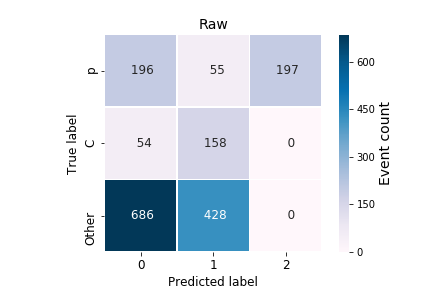 Raw
True label
p
C
Other
196 55 197
54 158 0
686 428 0
0 1 2
Predicted label
600
450
300
150
0
Event count